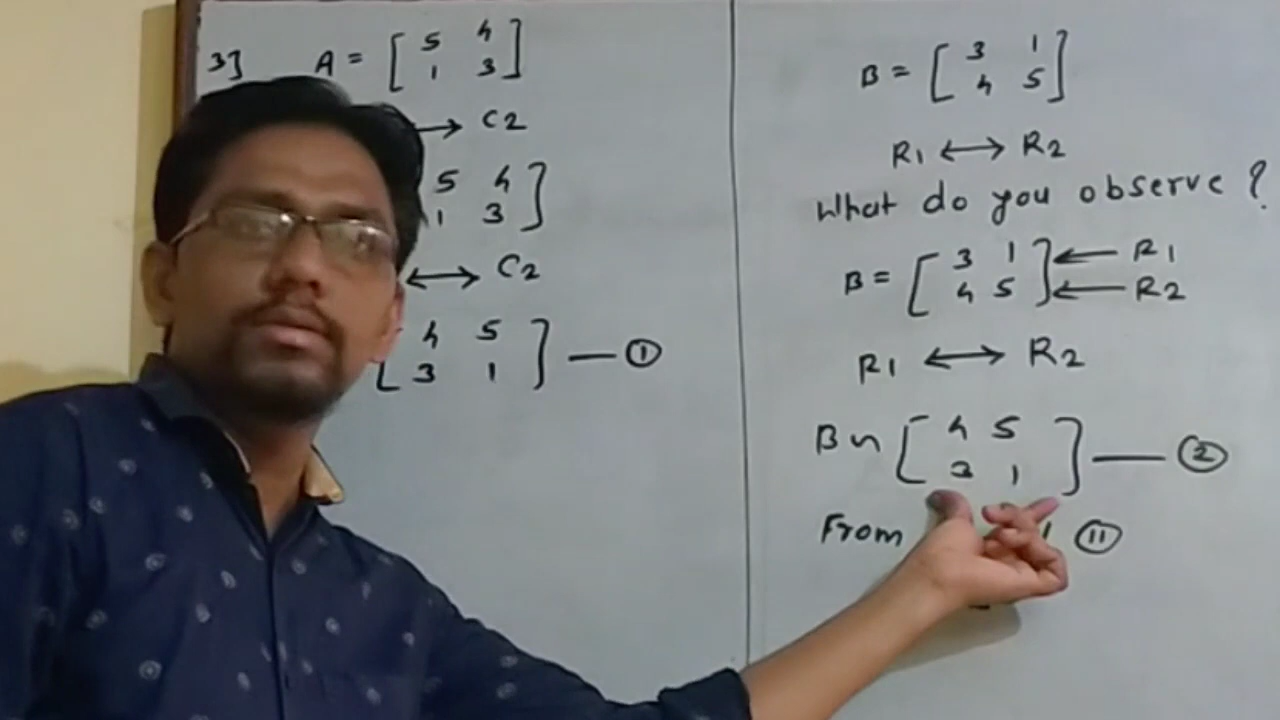 3] A = [ 5 4
1 3 ]
→ C2
5 4 ]
1 3
↔ C2
4 5 ] — ①
[ 3 1
B = [ 3 1 ]
4 5
R1 ↔ R2
What do you observe ?
B = [ 3 1 ] ← R1
4 5 ← R2
R1 ↔ R2
B ~ [ 4 5 ] — ②
3 1
From ⑪